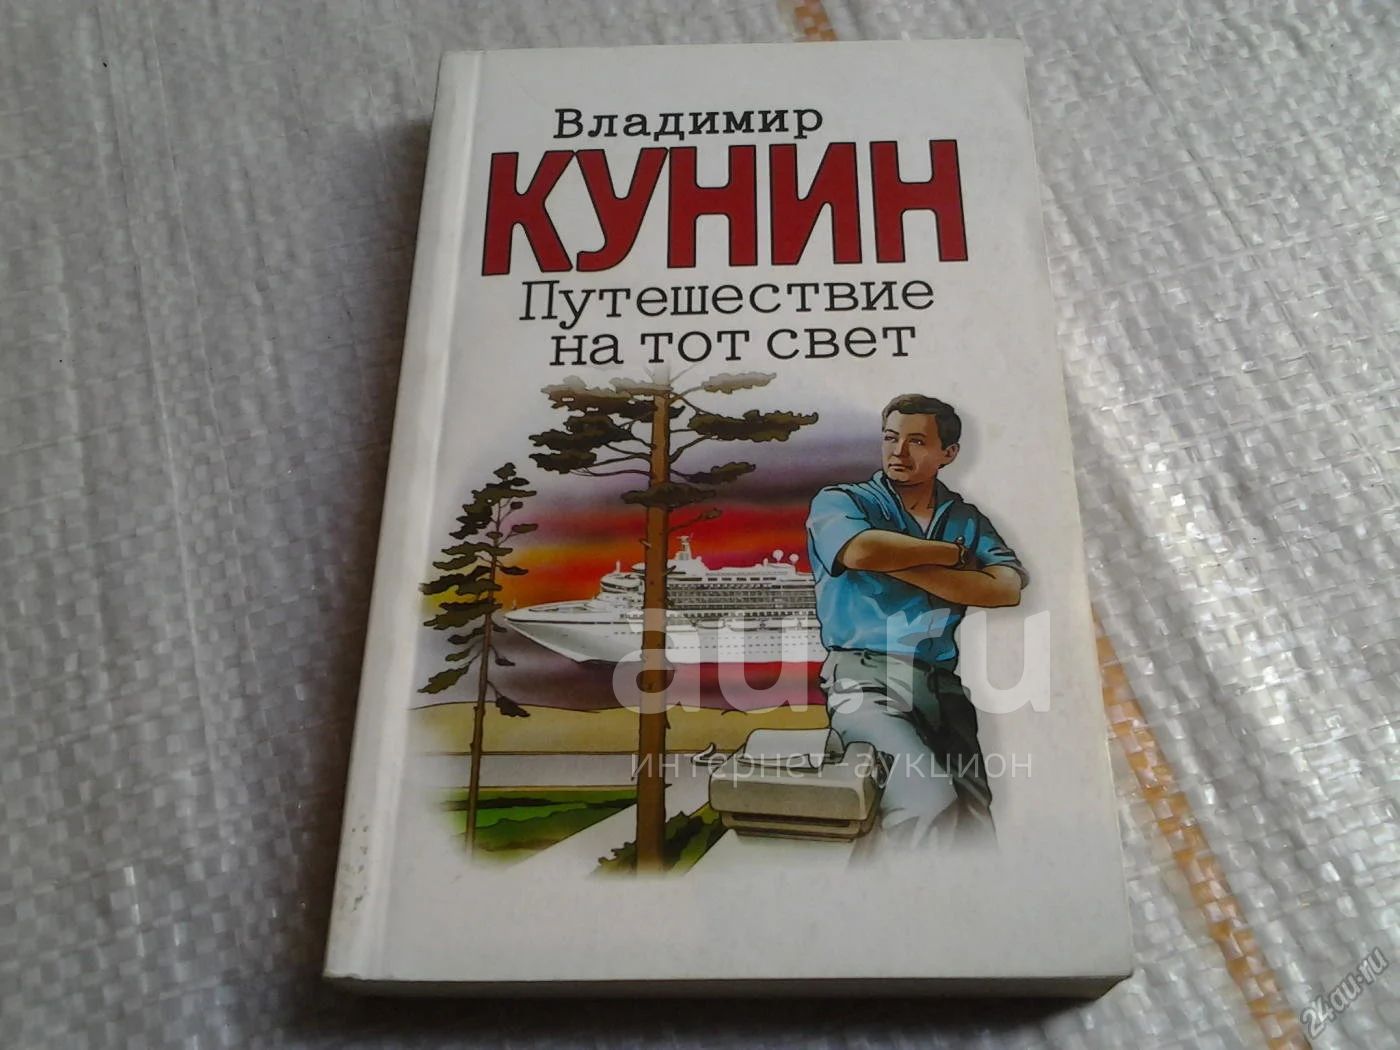 Владимир
КУНИН
Путешествие
на тот свет
au.ru
интернет-аукцион
24au.ru